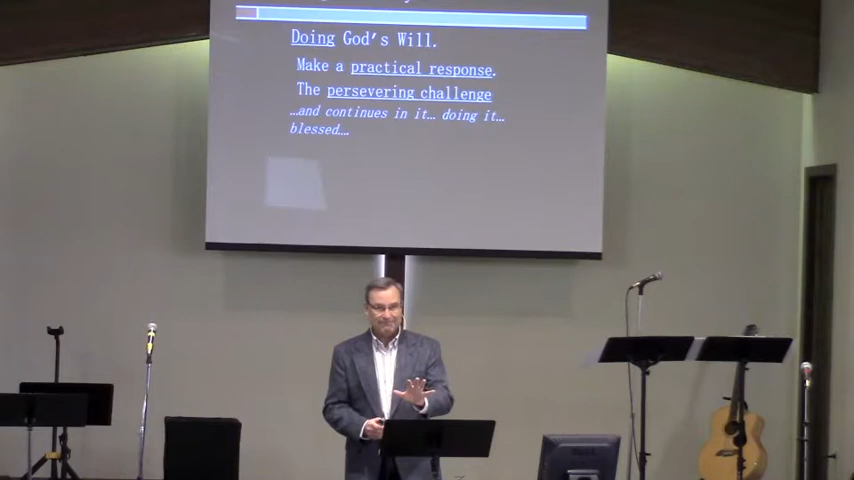 Doing God's Will.
Make a practical response.
The persevering challenge
…and continues in it… doing it…
blessed….